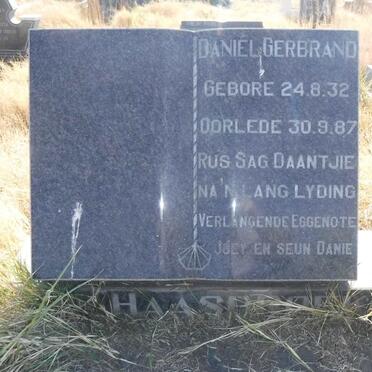 DANIEL GERBRAND
GEBORE 24.8.32
OORLEDE 30.9.87
RUS SAG DAANTJIE
NA 'N LANG LYDING
VERLANGENDE EGGENOTE
JOEY EN SEUN DANIE